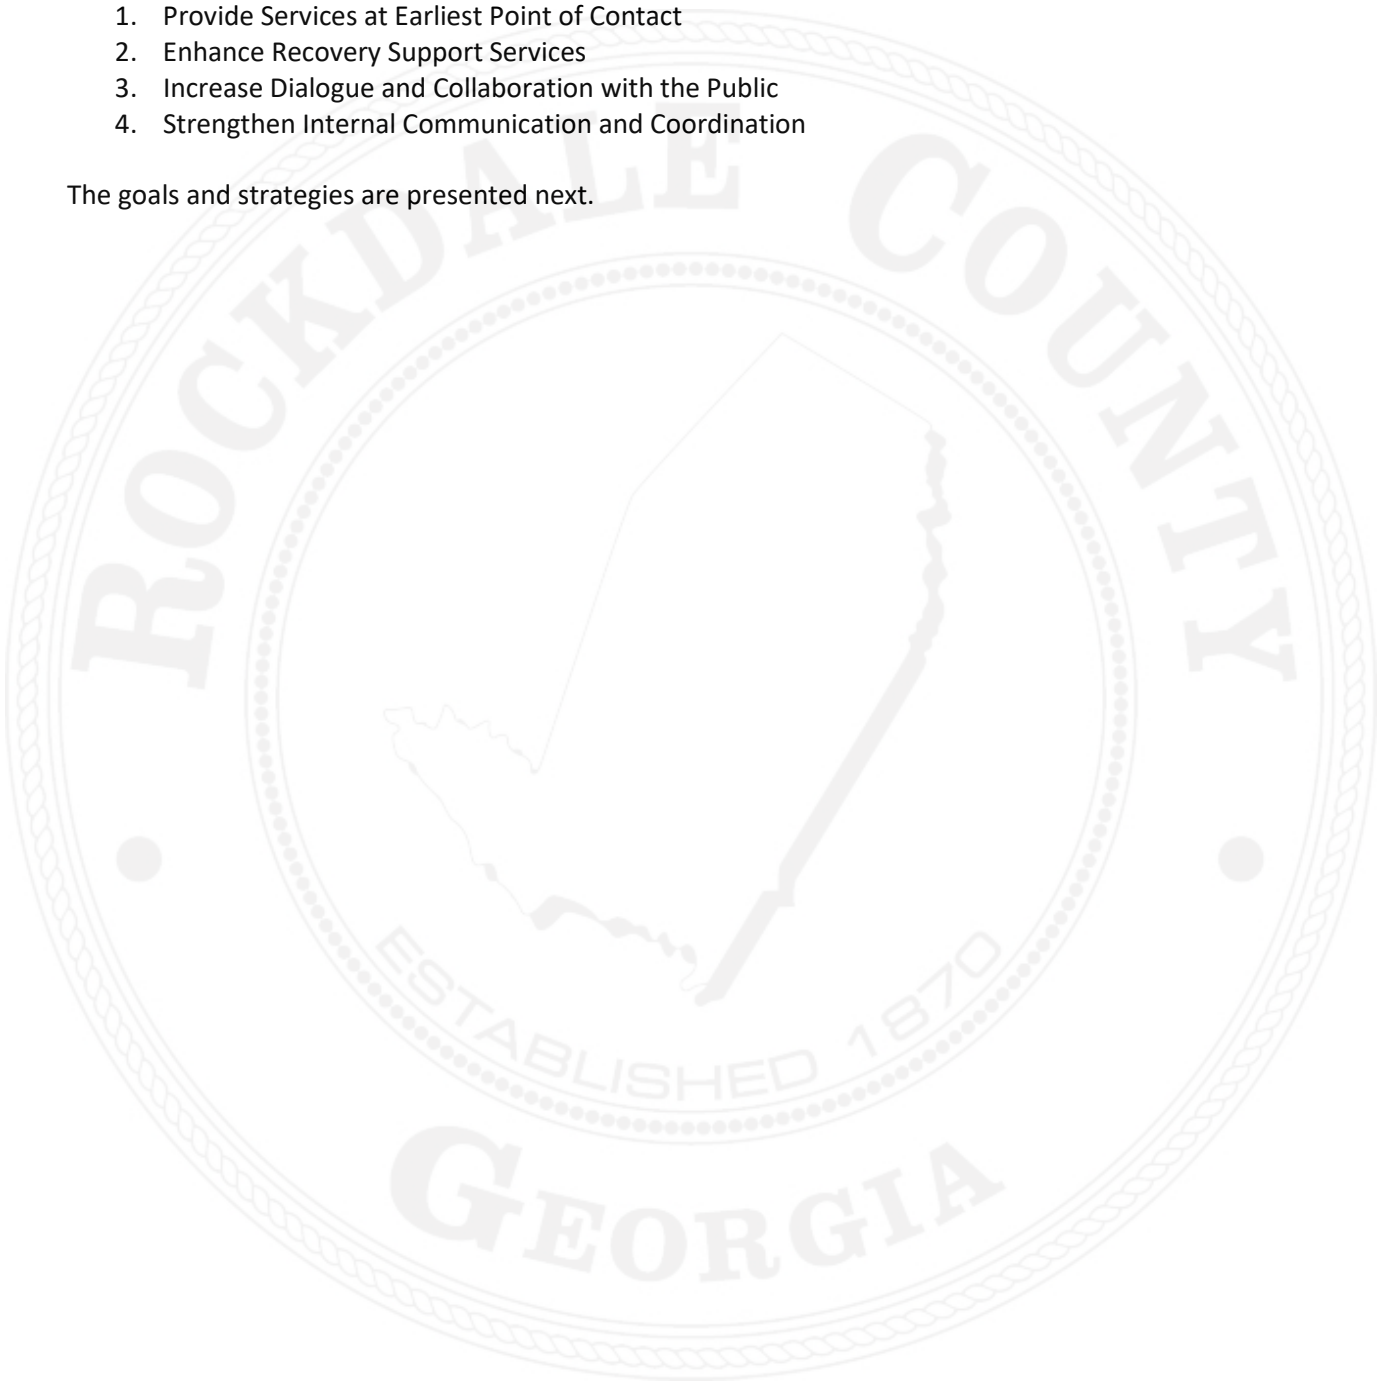 1. Provide Services at Earliest Point of Contact
2. Enhance Recovery Support Services
3. Increase Dialogue and Collaboration with the Public
4. Strengthen Internal Communication and Coordination
The goals and strategies are presented next.
ROCKDALE COUNTY
ESTABLISHED 1870
GEORGIA